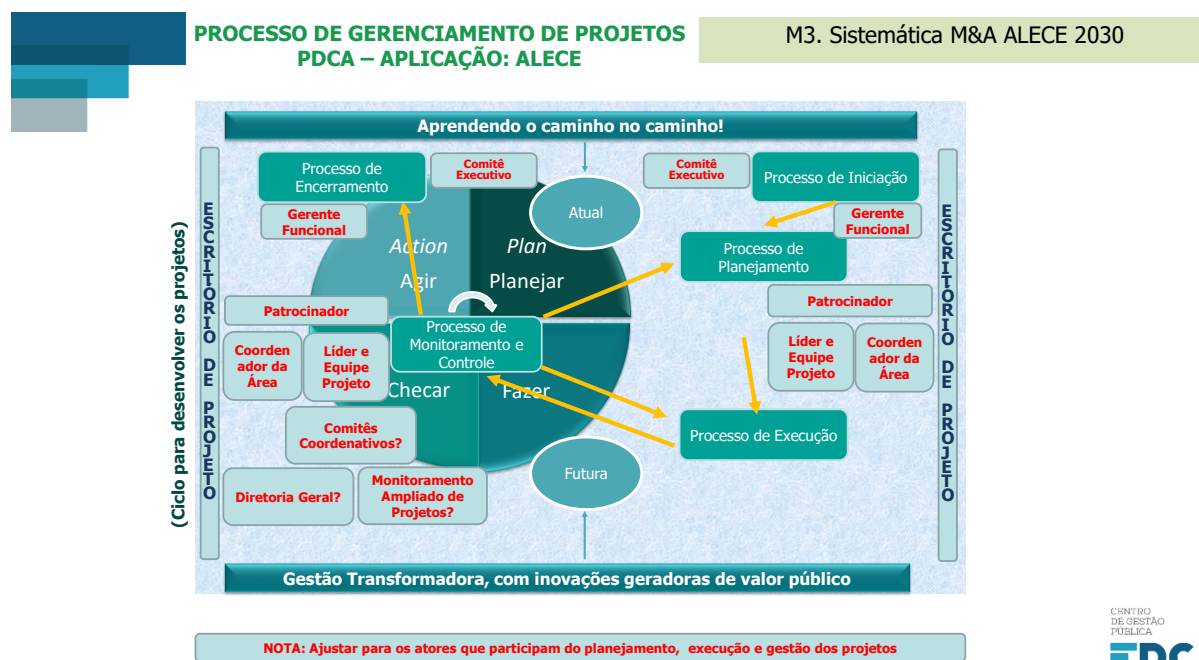 PROCESSO DE GERENCIAMENTO DE PROJETOS
PDCA – APLICAÇÃO: ALECE
M3. Sistemática M&A ALECE 2030
Aprendendo o caminho no caminho!
(Ciclo para desenvolver os projetos)
ESCRITORIO DE PROJETO
Processo de
Encerramento
Comitê
Executivo
Gerente
Funcional
Action
Agir
Plan
Planejar
Atual
Comitê
Executivo
Processo de Iniciação
Gerente
Funcional
Processo de
Planejamento
Patrocinador
Líder e
Equipe
Projeto
Coorden
ador da
Área
Patrocinador
Coorden
ador da
Área
Líder e
Equipe
Projeto
Processo de
Monitoramento e
Controle
Checar
Fazer
Processo de Execução
Comitês
Coordenativos?
Diretoria Geral?
Monitoramento
Ampliado de
Projetos?
Futura
ESCRITORIO DE PROJETO
Gestão Transformadora, com inovações geradoras de valor público
NOTA: Ajustar para os atores que participam do planejamento, execução e gestão dos projetos
CENTRO
DE GESTÃO
PÚBLICA